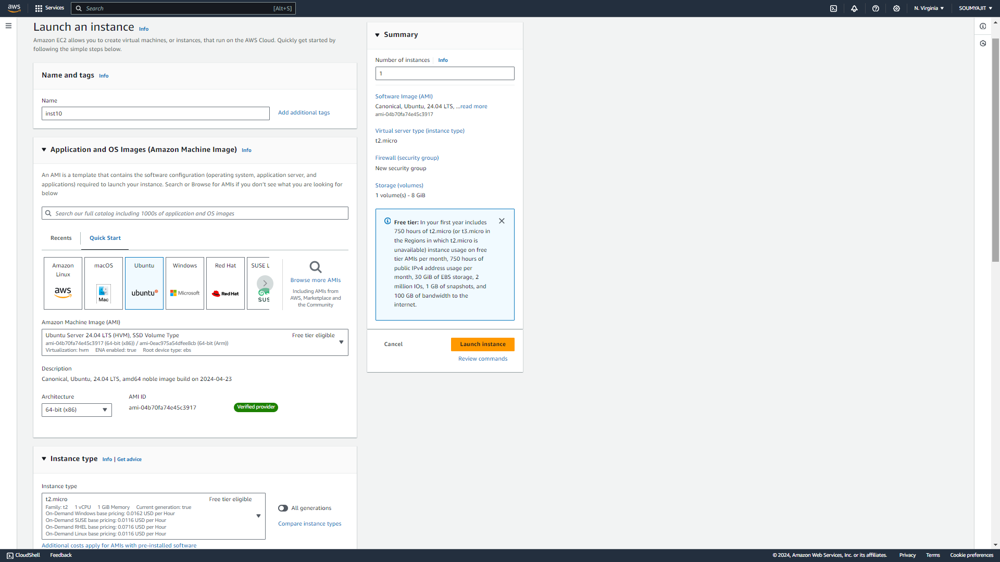 aws
Services
Search
[Alt+S]
N. Virginia
SOUMYAJIT
Launch an instance Info
Amazon EC2 allows you to create virtual machines, or instances, that run on the AWS Cloud. Quickly get started by
following the simple steps below.
Name and tags Info
Name
inst10
Add additional tags
Application and OS Images (Amazon Machine Image) Info
An AMI is a template that contains the software configuration (operating system, application server, and
applications) required to launch your instance. Search or Browse for AMIs if you don't see what you are looking for
below
Search our full catalog including 1000s of application and OS images
Recents
Quick Start
Amazon
Linux
aws
macOS
Mac
Ubuntu
ubuntu
Windows
Microsoft
Red Hat
Red Hat
SUSE L
SUS
Browse more AMIs
Including AMIs from
AWS, Marketplace and
the Community
Amazon Machine Image (AMI)
Ubuntu Server 24.04 LTS (HVM), SSD Volume Type
Free tier eligible
ami-04b70fa74e45c3917 (64-bit (x86)) / ami-0eac975a54dfee8cb (64-bit (Arm))
Virtualization: hvm ENA enabled: true Root device type: ebs
Description
Canonical, Ubuntu, 24.04 LTS, amd64 noble image build on 2024-04-23
Architecture
64-bit (x86)
AMI ID
ami-04b70fa74e45c3917
Verified provider
Instance type Info | Get advice
Instance type
t2.micro
Free tier eligible
Family: t2 1 vCPU 1 GiB Memory Current generation: true
On-Demand Windows base pricing: 0.0162 USD per Hour
On-Demand SUSE base pricing: 0.0116 USD per Hour
On-Demand RHEL base pricing: 0.0716 USD per Hour
On-Demand Linux base pricing: 0.0116 USD per Hour
All generations
Compare instance types
Additional costs apply for AMIs with pre-installed software
Summary
Number of instances Info
1
Software Image (AMI)
Canonical, Ubuntu, 24.04 LTS, ...read more
ami-04b70fa74e45c3917
Virtual server type (instance type)
t2.micro
Firewall (security group)
New security group
Storage (volumes)
1 volume(s) - 8 GiB
Free tier: In your first year includes
750 hours of t2.micro (or t3.micro in
the Regions in which t2.micro is
unavailable) instance usage on free
tier AMIs per month, 750 hours of
public IPv4 address usage per
month, 30 GiB of EBS storage, 2
million IOs, 1 GB of snapshots, and
100 GB of bandwidth to the
internet.
Cancel
Launch instance
Review commands
CloudShell
Feedback
© 2024, Amazon Web Services, Inc. or its affiliates.
Privacy
Terms
Cookie preferences